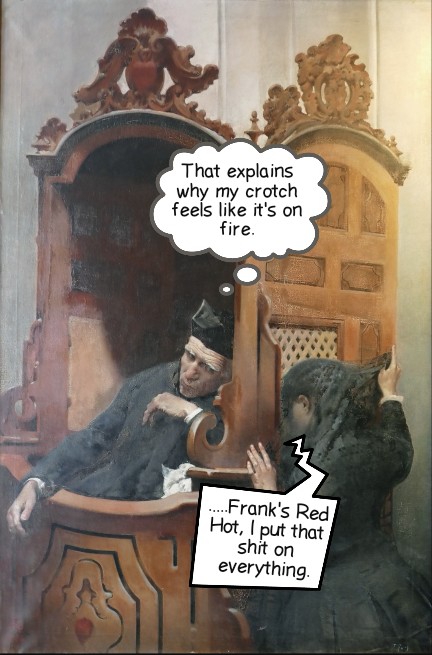 That explains
why my crotch
feels like it's on
fire.
.....Frank's Red
Hot, I put that
shit on
everything.